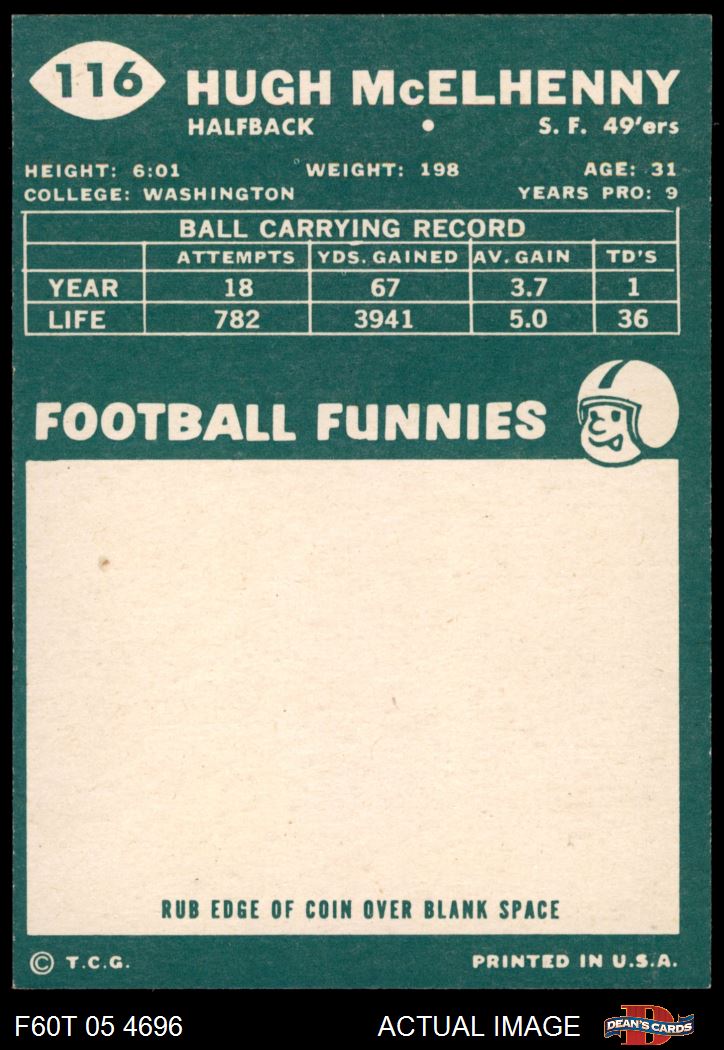 116
HUGH McELHENNY
HALFBACK • S. F. 49'ers
HEIGHT: 6:01 WEIGHT: 198 AGE: 31
COLLEGE: WASHINGTON YEARS PRO: 9
BALL CARRYING RECORD
ATTEMPTS YDS. GAINED AV. GAIN TD'S
YEAR 18 67 3.7 1
LIFE 782 3941 5.0 36
FOOTBALL FUNNIES
RUB EDGE OF COIN OVER BLANK SPACE
© T.C.G. PRINTED IN U.S.A.
F60T 05 4696 ACTUAL IMAGE D DEAN'S CARDS